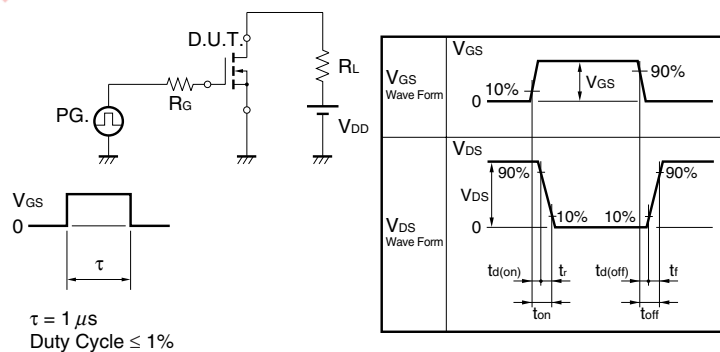 D.U.T.
RL
RG
PG.
VDD
VGS
0
τ
τ = 1 μs
Duty Cycle ≤ 1%
VGS
Wave Form
VGS
10%
VGS
90%
0
VDS
Wave Form
VDS
90%
90%
VDS
10%
10%
0
td(on)
tr
td(off)
tf
ton
toff